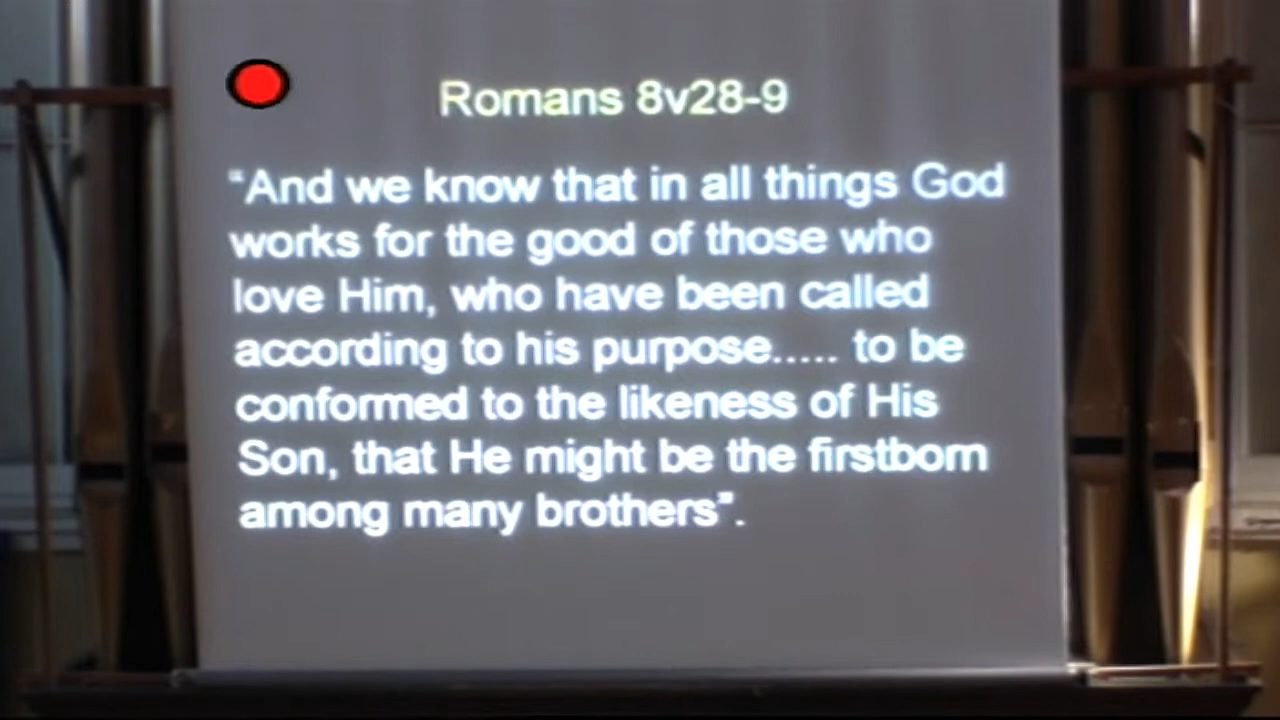 Romans 8v28-9
"And we know that in all things God
works for the good of those who
love Him, who have been called
according to his purpose..... to be
conformed to the likeness of His
Son, that He might be the firstborn
among many brothers".